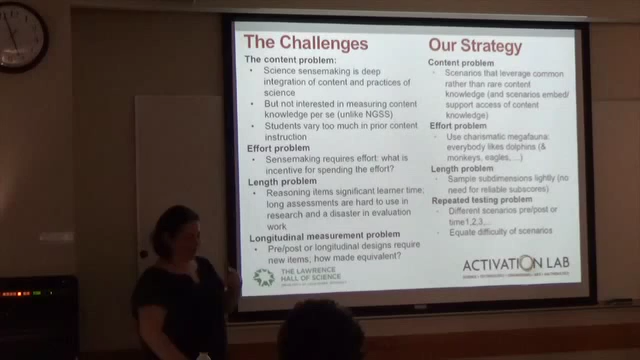 The Challenges
The content problem:
• Science sensemaking is deep
integration of content and practices of
science
• But not interested in measuring content
knowledge per se (unlike NGSS)
• Students vary too much in prior content
instruction
Effort problem
• Sensemaking requires effort: what is
incentive for spending the effort?
Length problem
• Reasoning items significant learner time;
long assessments are hard to use in
research and a disaster in evaluation
work
Longitudinal measurement problem
• Pre/post or longitudinal designs require
new items; how made equivalent?
THE LAWRENCE
HALL OF SCIENCE
Our Strategy
Content problem
- Scenarios that leverage common
rather than rare content
knowledge (and scenarios embed/
support access of content
knowledge)
Effort problem
- Use charismatic megafauna:
everybody likes dolphins (&
monkeys, eagles,…)
Length problem
- Sample subdimensions lightly (no
need for reliable subscores)
Repeated testing problem
- Different scenarios pre/post or
time1,2,3,…
- Equate difficulty of scenarios
ACTIVATION LAB